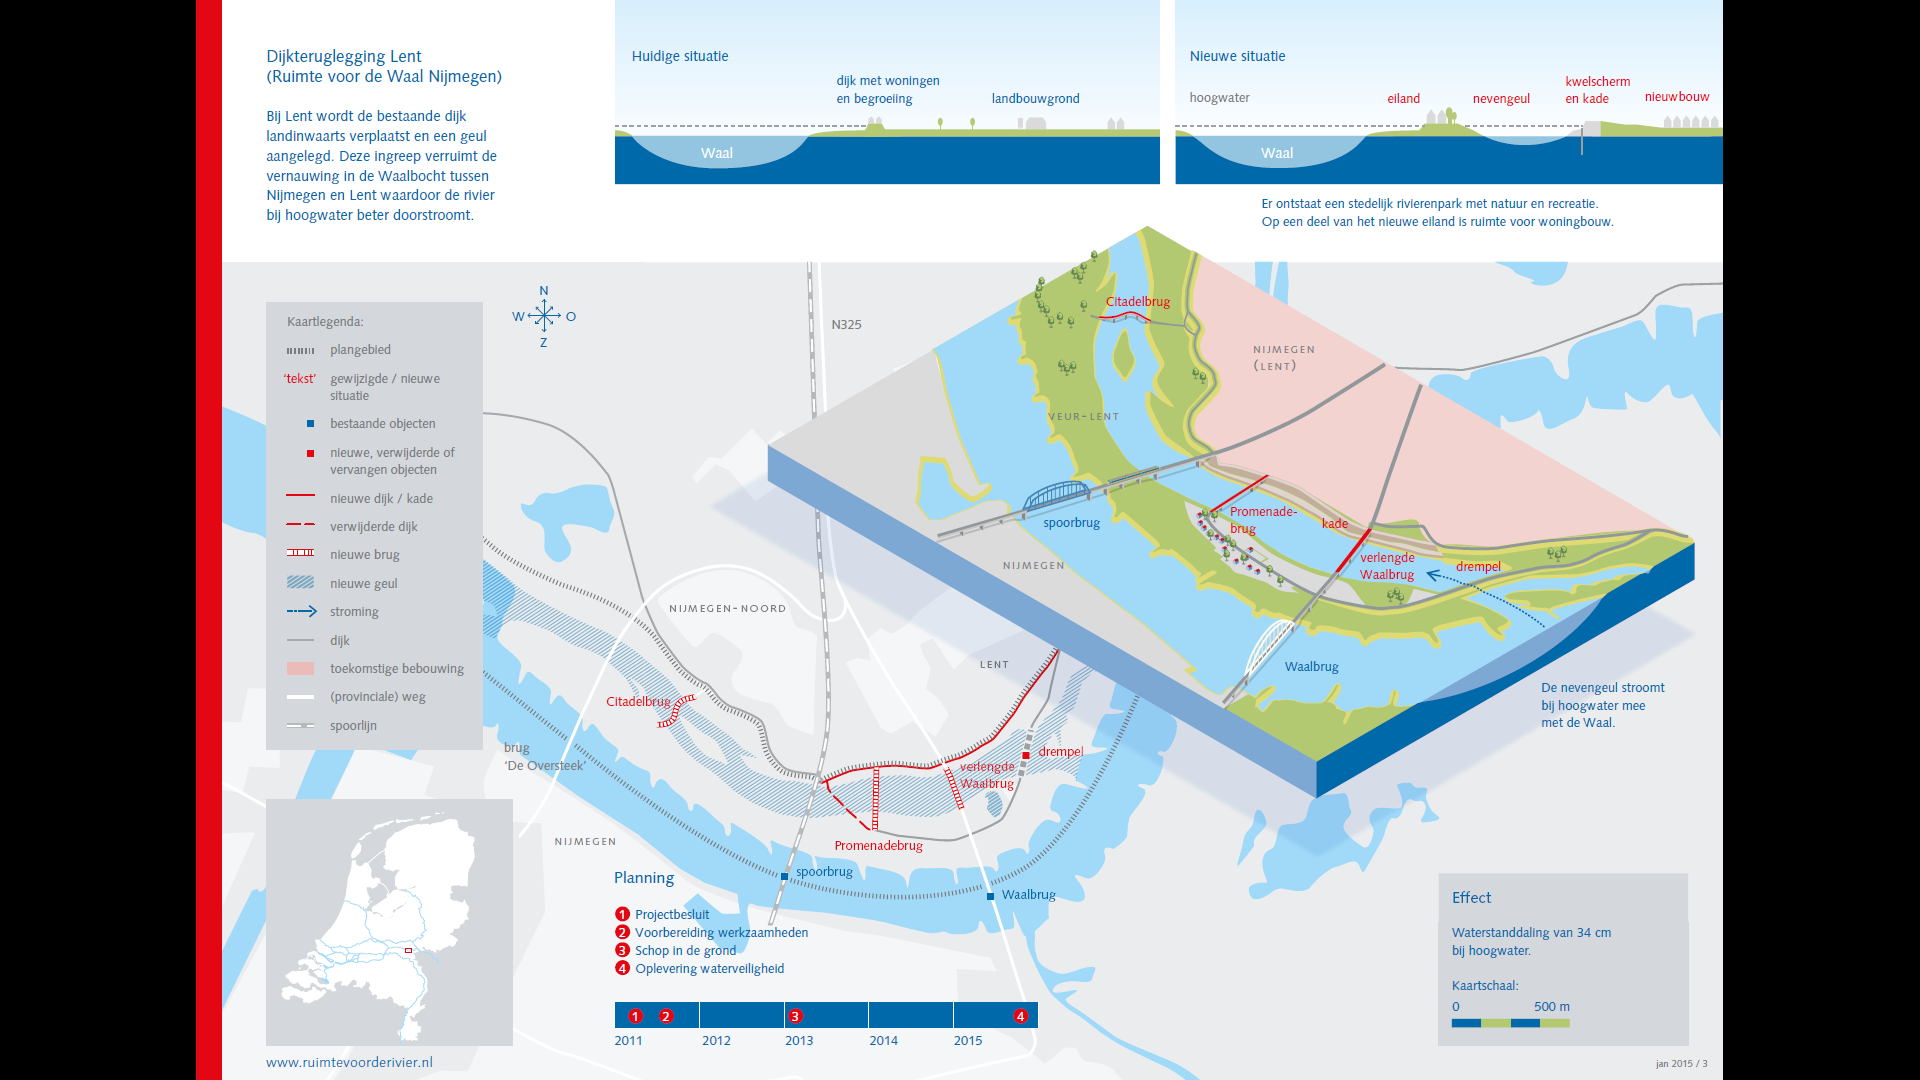 Dijkteruglegging Lent
(Ruimte voor de Waal Nijmegen)
Bij Lent wordt de bestaande dijk
landinwaarts verplaatst en een geul
aangelegd. Deze ingreep verruimt de
vernauwing in de Waalbocht tussen
Nijmegen en Lent waardoor de rivier
bij hoogwater beter doorstroomt.
Huidige situatie
dijk met woningen
en begroeiing
landbouwgrond
Waal
Nieuwe situatie
hoogwater
eiland
nevengeul
kwelscherm
en kade
nieuwbouw
Waal
Er ontstaat een stedelijk rivierenpark met natuur en recreatie.
Op een deel van het nieuwe eiland is ruimte voor woningbouw.
Kaartlegenda:
plangebied
'tekst' gewijzigde / nieuwe
situatie
bestaande objecten
nieuwe, verwijderde of
vervangen objecten
nieuwe dijk / kade
verwijderde dijk
nieuwe brug
nieuwe geul
stroming
dijk
toekomstige bebouwing
(provinciale) weg
spoorlijn
N
W O
Z
N325
Citadelbrug
NIJMEGEN
(LENT)
VEUR-LENT
spoorbrug
Promenade-
brug
kade
verlengde
Waalbrug
drempel
NIJMEGEN
Waalbrug
De nevengeul stroomt
bij hoogwater mee
met de Waal.
NIJMEGEN-NOORD
LENT
Citadelbrug
brug
'De Oversteek'
drempel
verlengde
Waalbrug
Promenadebrug
NIJMEGEN
spoorbrug
Waalbrug
Planning
1 Projectbesluit
2 Voorbereiding werkzaamheden
3 Schop in de grond
4 Oplevering waterveiligheid
1 2 3 4
2011 2012 2013 2014 2015
Effect
Waterstanddaling van 34 cm
bij hoogwater.
Kaartschaal:
0 500 m
www.ruimtevoorderivier.nl
jan 2015 / 3